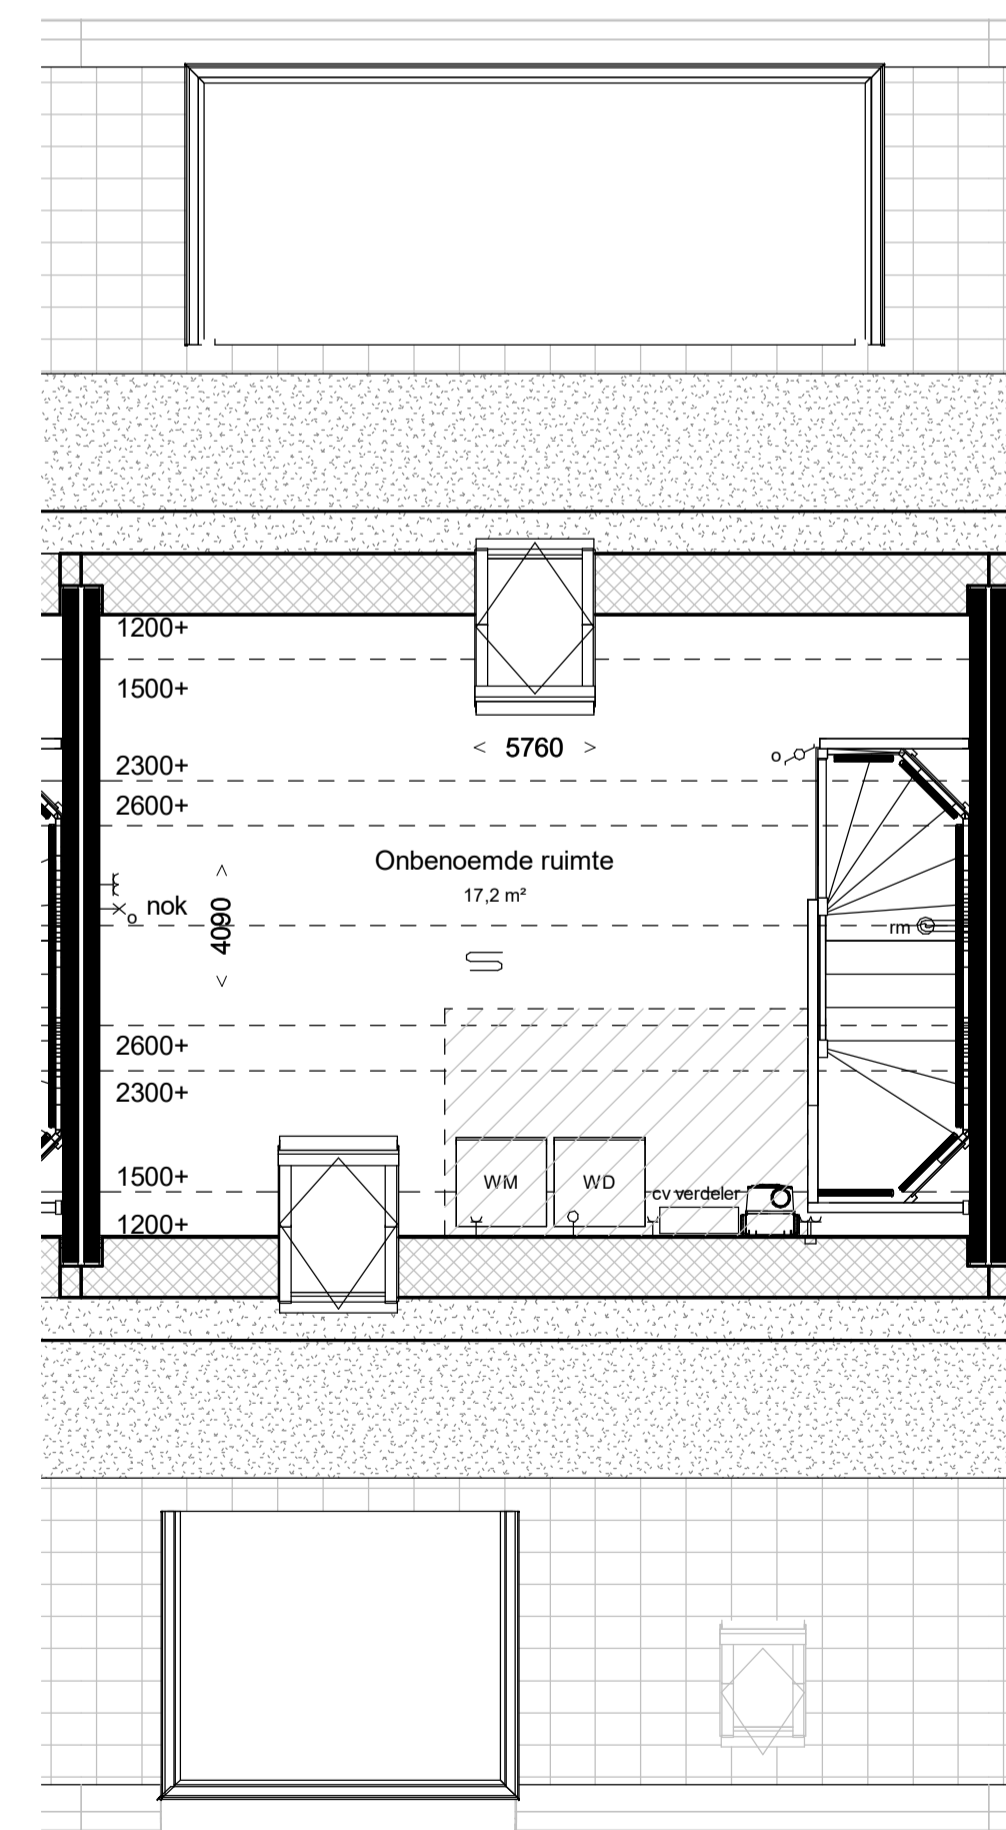 1200+
1500+
< 5760 >
o
2300+
2600+
Onbenoemde ruimte
17,2 m²
nok
o
< 4090 >
rm
2600+
2300+
1500+
WM
WD
cv verdeler
1200+